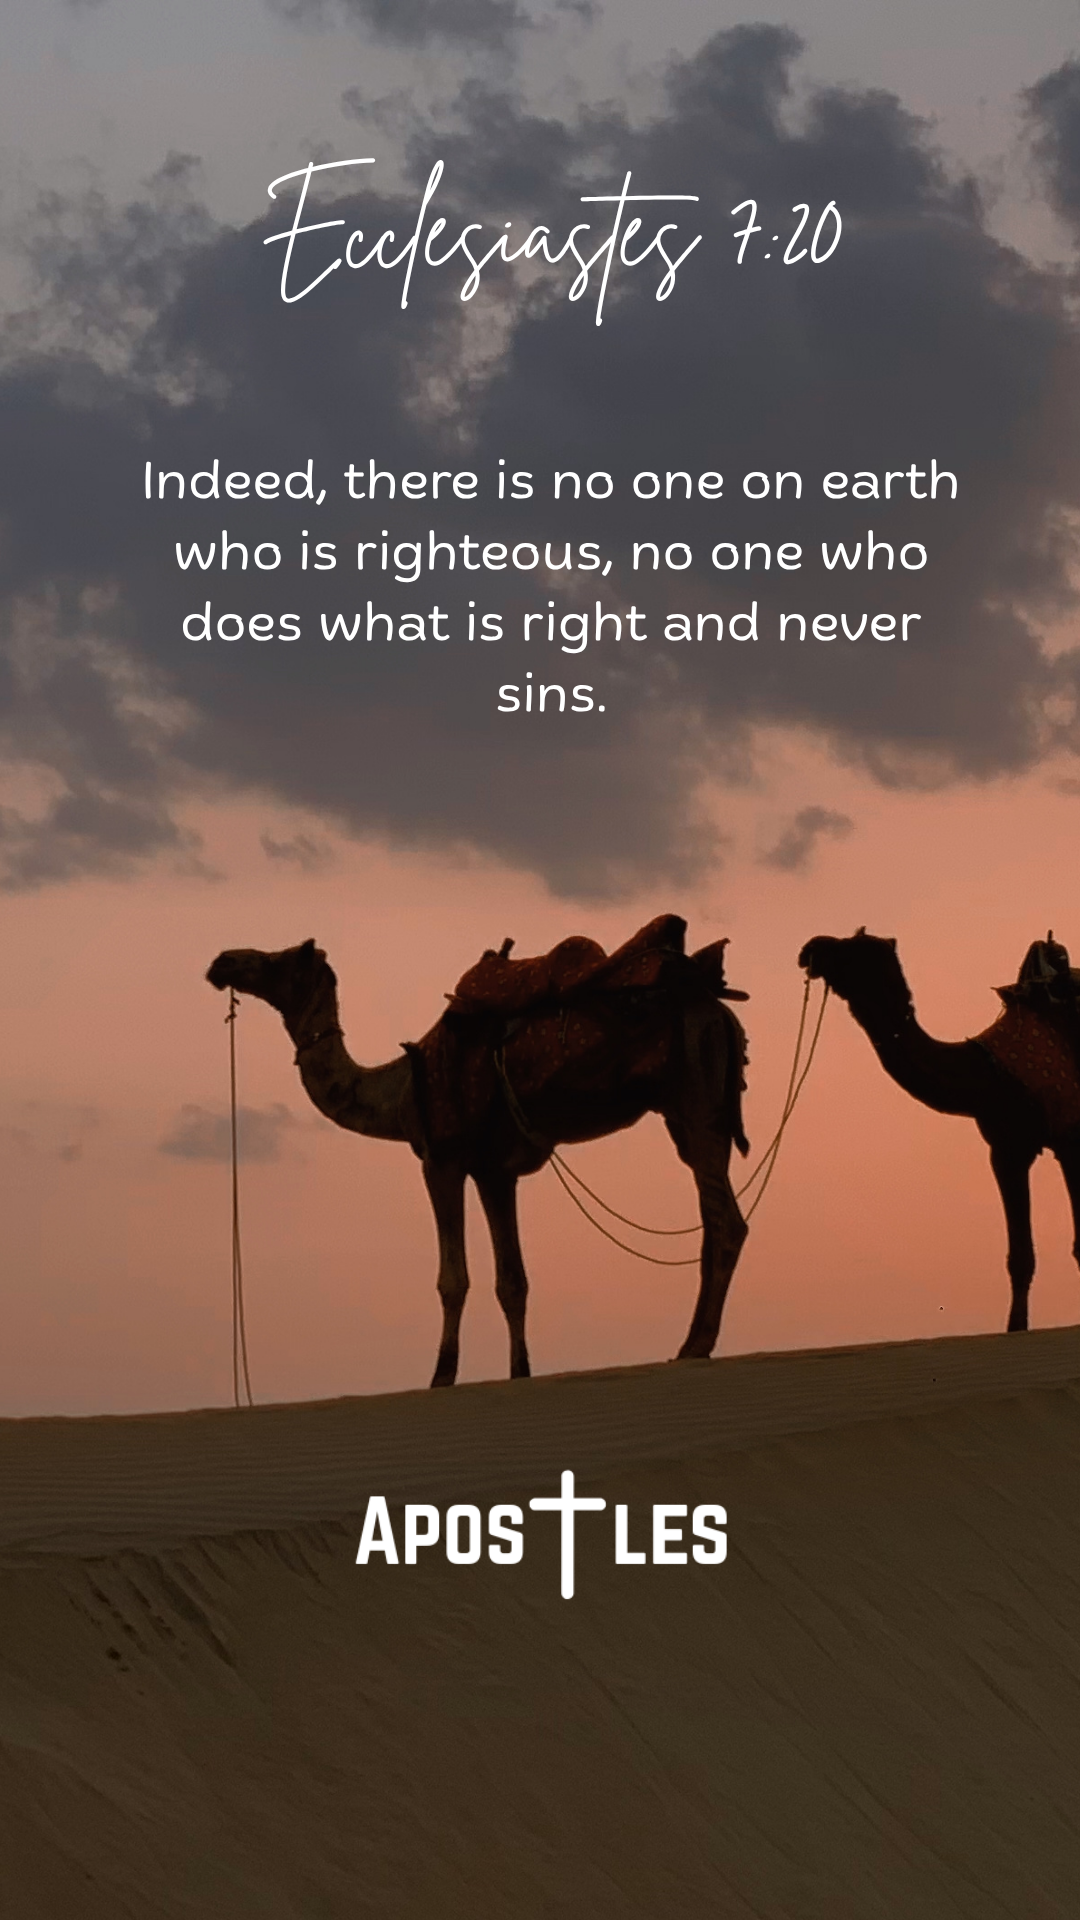 Ecclesiastes 7:20
Indeed, there is no one on earth
who is righteous, no one who
does what is right and never
sins.
APOSTLES